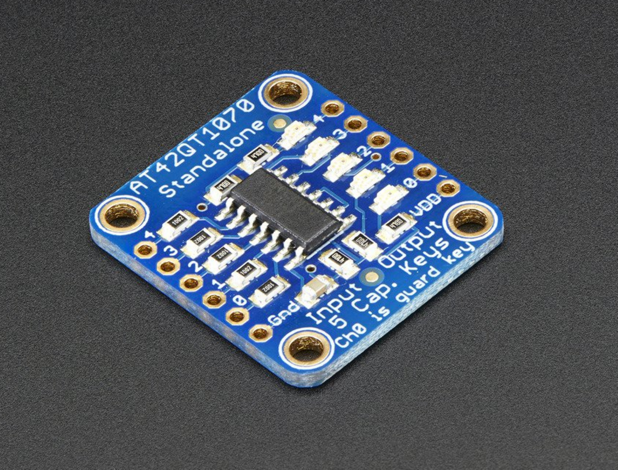 AT42QT1070
Standalone
4
3
2
1
0
VDD
4
3
2
1
0
Gnd
Input Output
5 Cap. Keys
Ch0 is guard key